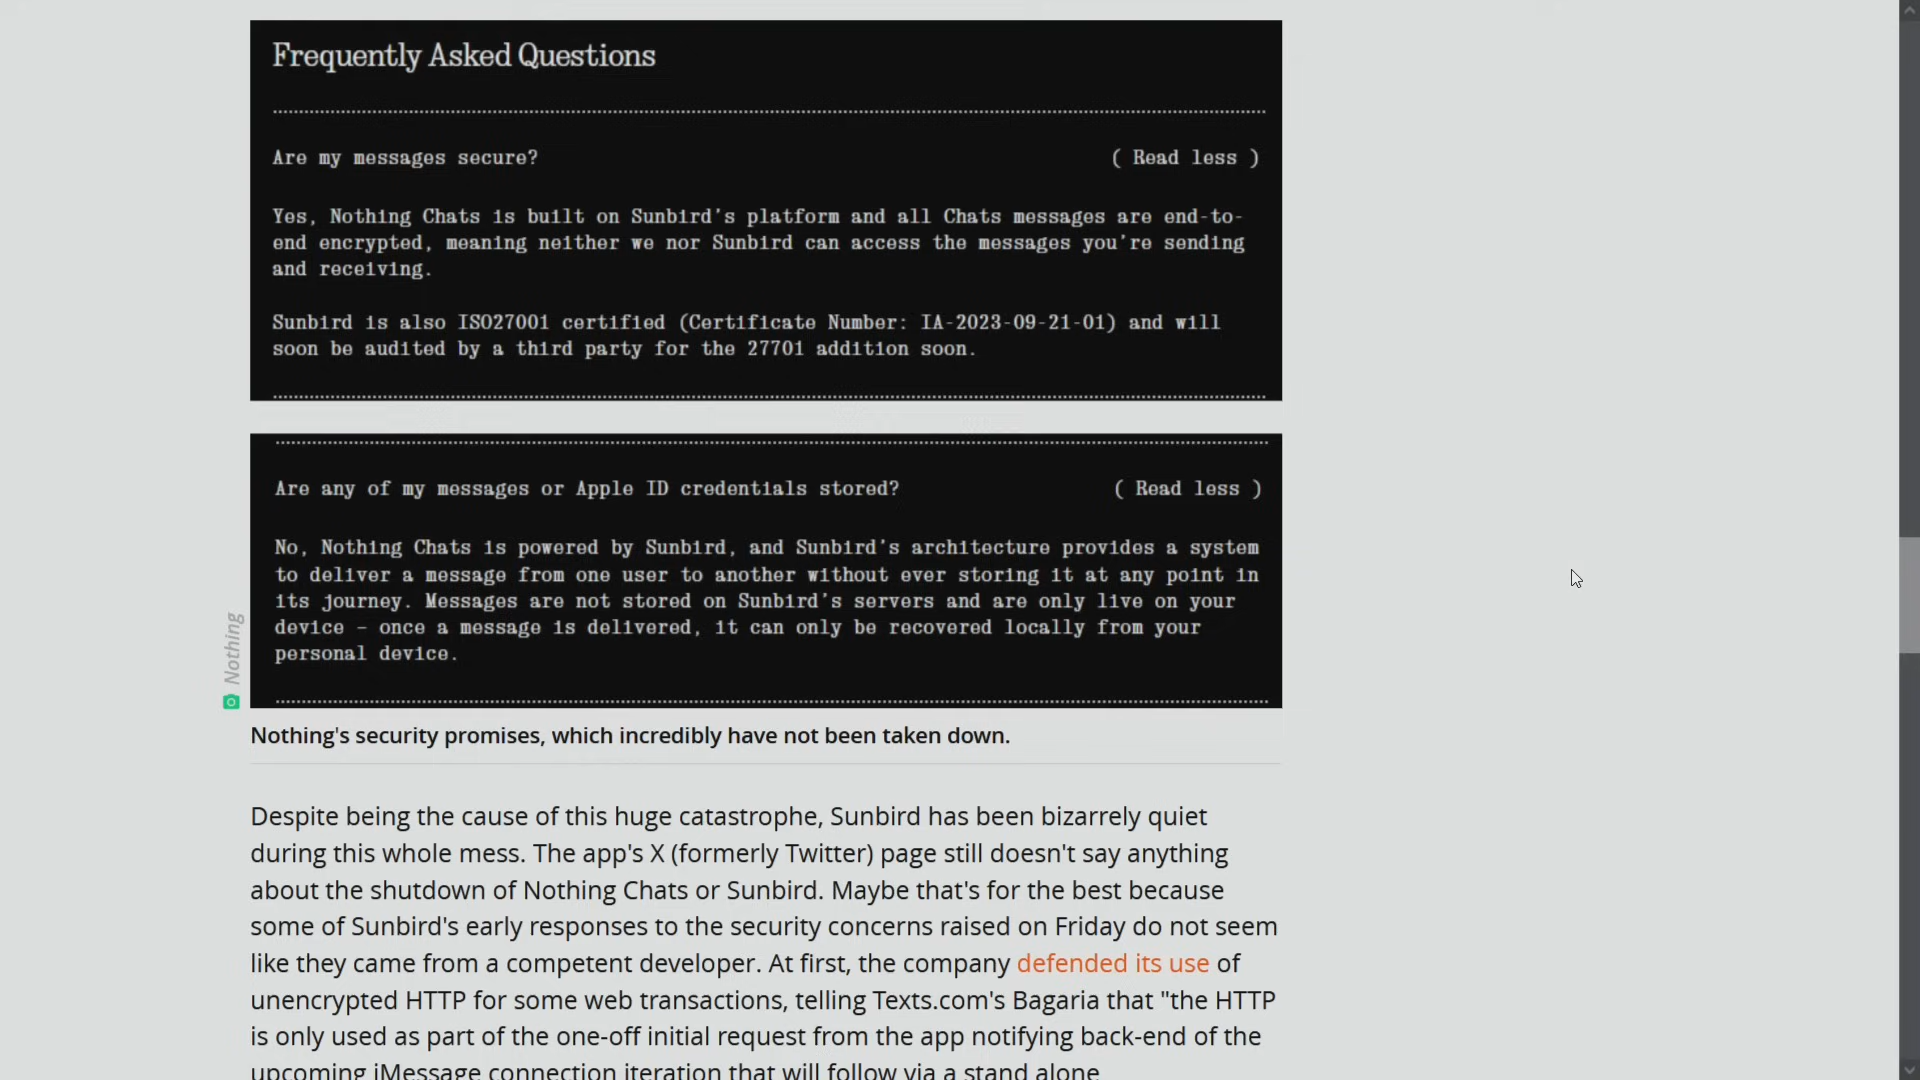 Frequently Asked Questions
Are my messages secure?
( Read less )
Yes, Nothing Chats is built on Sunbird's platform and all Chats messages are end-to-
end encrypted, meaning neither we nor Sunbird can access the messages you're sending
and receiving.
Sunbird is also ISO27001 certified (Certificate Number: IA-2023-09-21-01) and will
soon be audited by a third party for the 27701 addition soon.
Are any of my messages or Apple ID credentials stored?
( Read less )
No, Nothing Chats is powered by Sunbird, and Sunbird's architecture provides a system
to deliver a message from one user to another without ever storing it at any point in
its journey. Messages are not stored on Sunbird's servers and are only live on your
device – once a message is delivered, it can only be recovered locally from your
personal device.
Nothing
Nothing's security promises, which incredibly have not been taken down.
Despite being the cause of this huge catastrophe, Sunbird has been bizarrely quiet
during this whole mess. The app's X (formerly Twitter) page still doesn't say anything
about the shutdown of Nothing Chats or Sunbird. Maybe that's for the best because
some of Sunbird's early responses to the security concerns raised on Friday do not seem
like they came from a competent developer. At first, the company defended its use of
unencrypted HTTP for some web transactions, telling Texts.com's Bagaria that "the HTTP
is only used as part of the one-off initial request from the app notifying back-end of the
upcoming iMessage connection iteration that will follow via a stand alone